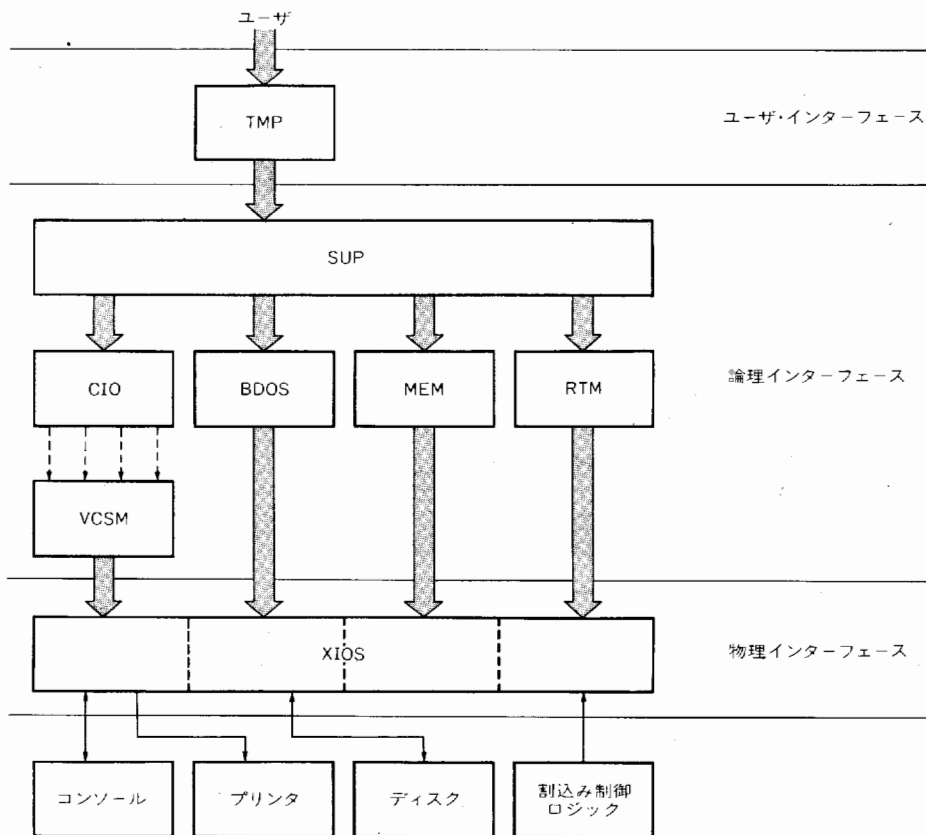 ユーザ
TMP
ユーザ・インターフェース
SUP
CIO
BDOS
MEM
RTM
論理インターフェース
VCSM
XIOS
物理インターフェース
コンソール
プリンタ
ディスク
割込み制御
ロジック